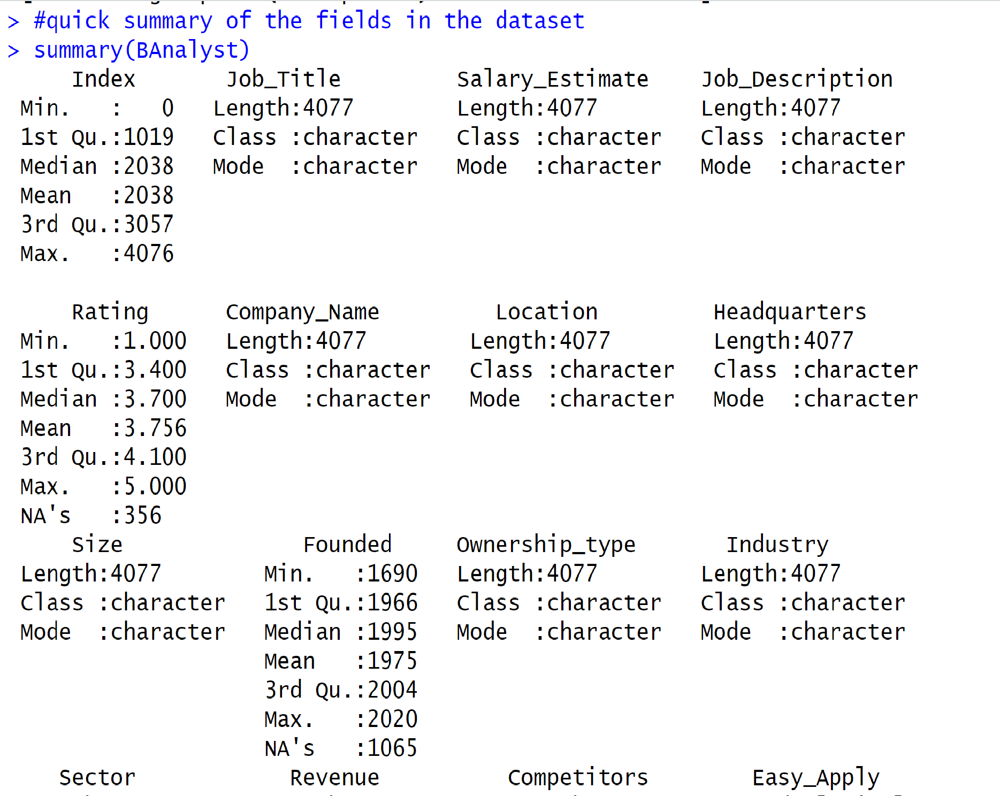 > #quick summary of the fields in the dataset
> summary(BAnalyst)
     Index       Job_Title         Salary_Estimate    Job_Description
 Min.   :   0   Length:4077        Length:4077        Length:4077
 1st Qu.:1019   Class :character   Class :character   Class :character
 Median :2038   Mode  :character   Mode  :character   Mode  :character
 Mean   :2038
 3rd Qu.:3057
 Max.   :4076
     Rating      Company_Name         Location          Headquarters
 Min.   :1.000   Length:4077        Length:4077        Length:4077
 1st Qu.:3.400   Class :character   Class :character   Class :character
 Median :3.700   Mode  :character   Mode  :character   Mode  :character
 Mean   :3.756
 3rd Qu.:4.100
 Max.   :5.000
 NA's   :356
     Size              Founded     Ownership_type       Industry
 Length:4077        Min.   :1690   Length:4077        Length:4077
 Class :character   1st Qu.:1966   Class :character   Class :character
 Mode  :character   Median :1995   Mode  :character   Mode  :character
                    Mean   :1975
                    3rd Qu.:2004
                    Max.   :2020
                    NA's   :1065
    Sector            Revenue          Competitors        Easy_Apply